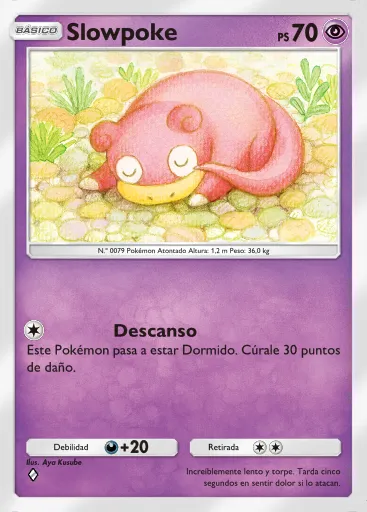 BÁSICO Slowpoke PS 70
N.º 0079 Pokémon Atontado Altura: 1,2 m Peso: 36,0 kg
Descanso
Este Pokémon pasa a estar Dormido. Cúrale 30 puntos
de daño.
Debilidad +20 Retirada
Ilus. Aya Kusube
Increíblemente lento y torpe. Tarda cinco
segundos en sentir dolor si lo atacan.